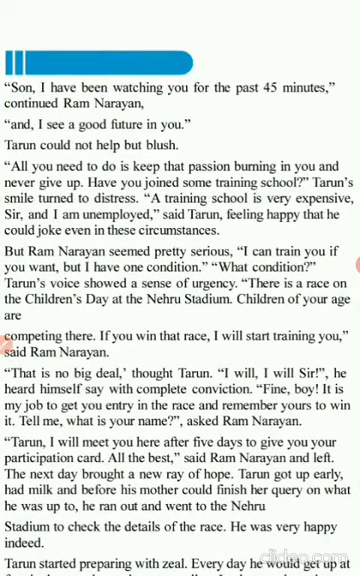 “Son, I have been watching you for the past 45 minutes,”
continued Ram Narayan,
“and, I see a good future in you.”
Tarun could not help but blush.
“All you need to do is keep that passion burning in you and
never give up. Have you joined some training school?” Tarun’s
smile turned to distress. “A training school is very expensive,
Sir, and I am unemployed,” said Tarun, feeling happy that he
could joke even in these circumstances.
But Ram Narayan seemed pretty serious, “I can train you if
you want, but I have one condition.” “What condition?”
Tarun’s voice showed a sense of urgency. “There is a race on
the Children’s Day at the Nehru Stadium. Children of your age
are
competing there. If you win that race, I will start training you,”
said Ram Narayan.
“That is no big deal,’ thought Tarun. “I will, I will Sir!”, he
heard himself say with complete conviction. “Fine, boy! It is
my job to get you entry in the race and remember yours to win
it. Tell me, what is your name?”, asked Ram Narayan.
“Tarun, I will meet you here after five days to give you your
participation card. All the best,” said Ram Narayan and left.
The next day brought a new ray of hope. Tarun got up early,
had milk and before his mother could finish her query on what
he was up to, he ran out and went to the Nehru
Stadium to check the details of the race. He was very happy
indeed.
Tarun started preparing with zeal. Every day he would get up at
clideo.com